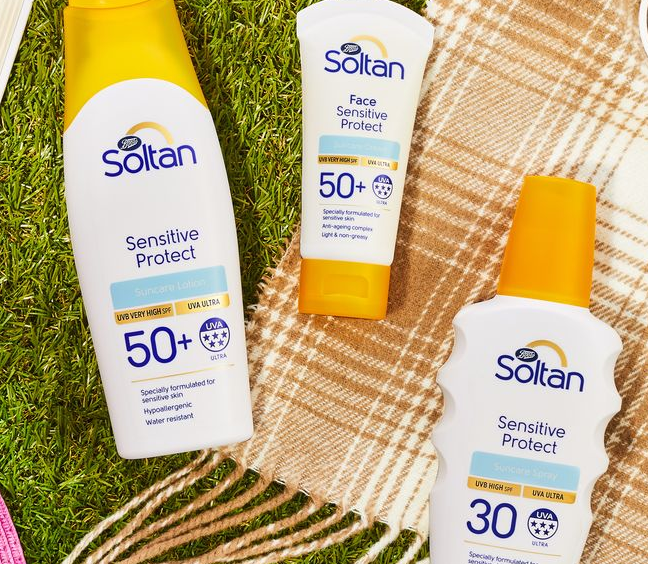 Boots
Soltan
Sensitive
Protect
Suncare Lotion
UVB VERY HIGH SPF
UVA ULTRA
50+
UVA
ULTRA
Specially formulated for
sensitive skin
Hypoallergenic
Water resistant
Boots
Soltan
Face
Sensitive
Protect
UVB VERY HIGH SPF
UVA ULTRA
50+
UVA
ULTRA
Specially formulated for
sensitive skin
Anti-ageing complex
Light & non-greasy
Boots
Soltan
Sensitive
Protect
Suncare Spray
UVB HIGH SPF
UVA ULTRA
30
UVA
ULTRA
Specially formulated for